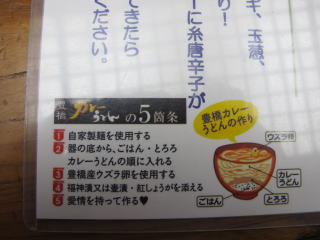 ギ、玉葱、
り!
ーに糸唐辛子が
できたら
ください。
豊橋カレーうどんの5箇条
1 自家製麺を使用する
2 器の底から、ごはん・とろろ
カレーうどんの順に入れる
3 豊橋産ウズラ卵を使用する
4 福神漬又は壺漬・紅しょうがを添える
5 愛情を持って作る♥
豊橋カレー
うどんの作り
ウズラ卵
カレー
うどん
とろろ
ごはん